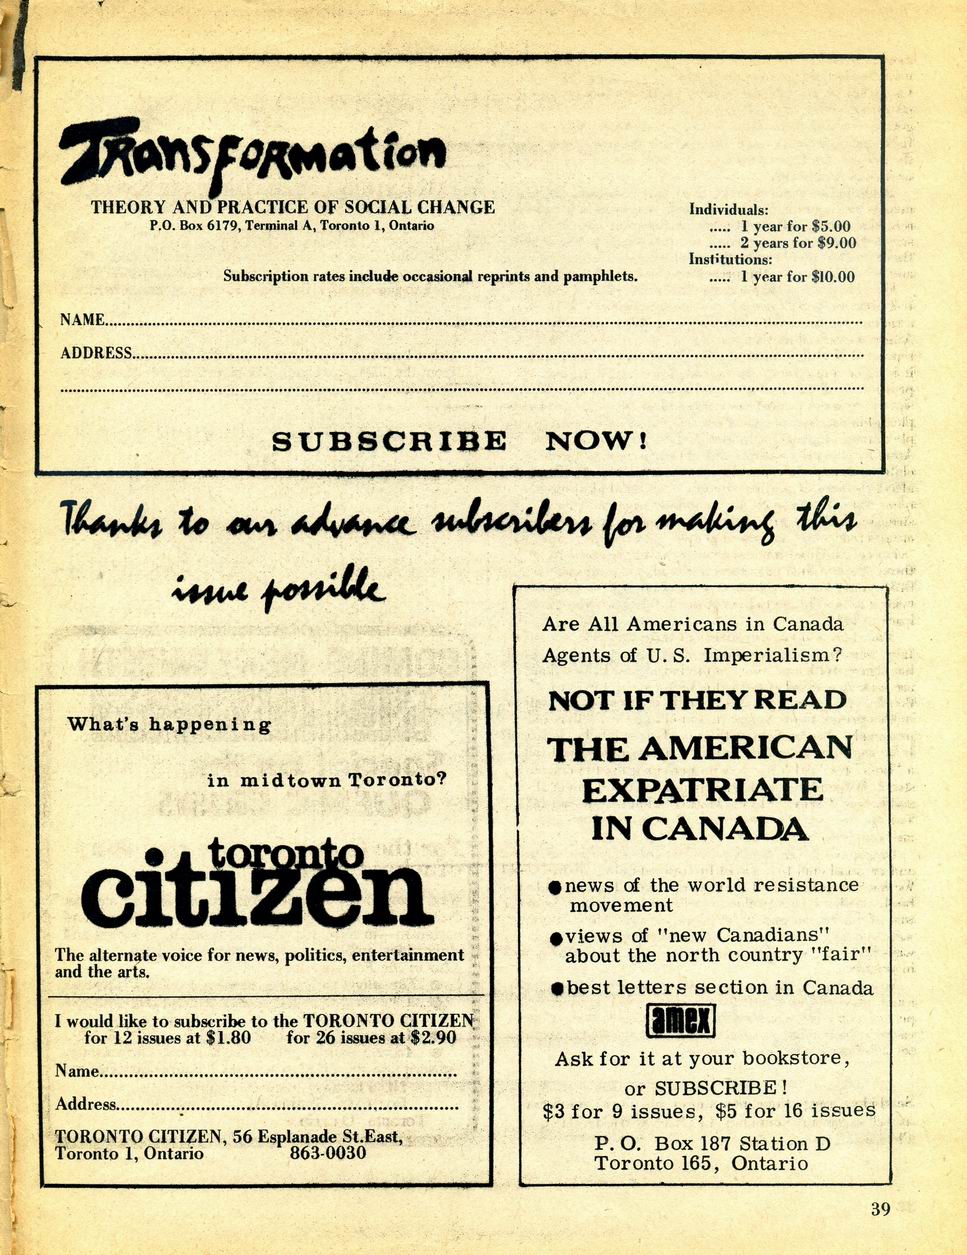 Transformation
THEORY AND PRACTICE OF SOCIAL CHANGE
P.O. Box 6179, Terminal A, Toronto 1, Ontario
Individuals:
..... 1 year for $5.00
..... 2 years for $9.00
Institutions:
..... 1 year for $10.00
Subscription rates include occasional reprints and pamphlets.
NAME
ADDRESS
SUBSCRIBE NOW!
Thanks to our advance subscribers for making this
issue possible
What's happening
in midtown Toronto?
toronto
citizen
The alternate voice for news, politics, entertainment
and the arts.
I would like to subscribe to the TORONTO CITIZEN
for 12 issues at $1.80 for 26 issues at $2.90
Name
Address
TORONTO CITIZEN, 56 Esplanade St.East,
Toronto 1, Ontario 863-0030
Are All Americans in Canada
Agents of U.S. Imperialism?
NOT IF THEY READ
THE AMERICAN
EXPATRIATE
IN CANADA
●news of the world resistance
movement
●views of "new Canadians"
about the north country "fair"
●best letters section in Canada
amex
Ask for it at your bookstore,
or SUBSCRIBE!
$3 for 9 issues, $5 for 16 issues
P.O. Box 187 Station D
Toronto 165, Ontario
39